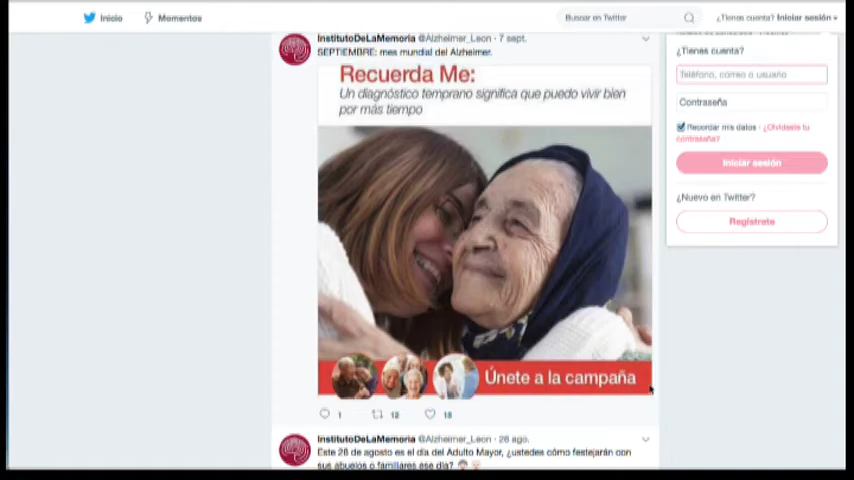 Inicio
Momentos
Buscar en Twitter
¿Tienes cuenta? Iniciar sesión
InstitutoDeLaMemoria @Alzheimer_Leon · 7 sept.
SEPTIEMBRE: mes mundial del Alzheimer.
Recuerda Me:
Un diagnóstico temprano significa que puedo vivir bien
por más tiempo
Únete a la campaña
1
12
18
InstitutoDeLaMemoria @Alzheimer_Leon · 26 ago.
Este 28 de agosto es el día del Adulto Mayor, ¿ustedes cómo festejarán con
sus abuelos o familiares ese día?
¿Tienes cuenta?
Teléfono, correo o usuario
Contraseña
Recordar mis datos · ¿Olvidaste tu
contraseña?
Iniciar sesión
¿Nuevo en Twitter?
Regístrete